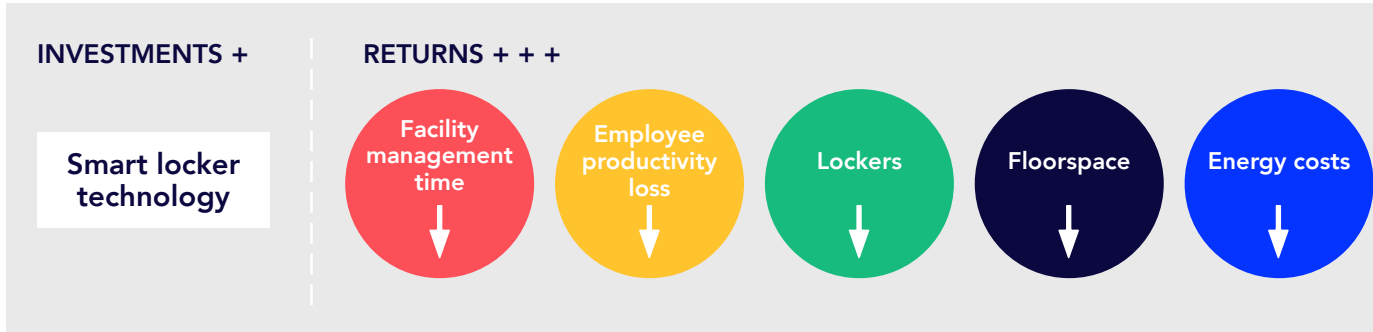 INVESTMENTS +
Smart locker
technology
RETURNS + + +
Facility
management
time
Employee
productivity
loss
Lockers
Floorspace
Energy costs